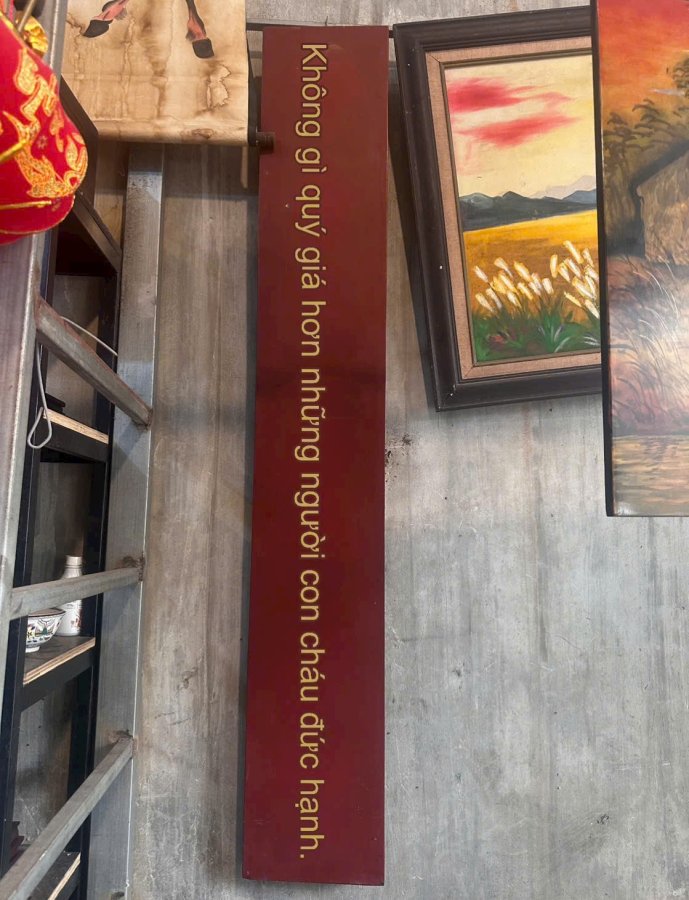 Không gì quý giá hơn những người con cháu đức hạnh.